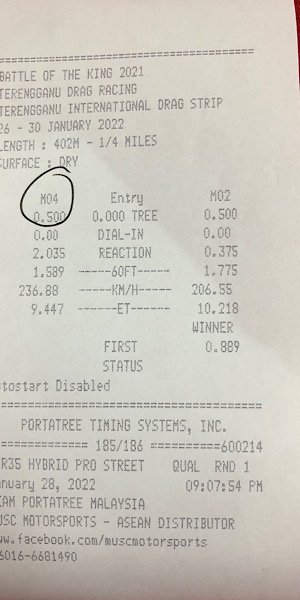 BATTLE OF THE KING 2021
TERENGGANU DRAG RACING
TERENGGANU INTERNATIONAL DRAG STRIP
26 - 30 JANUARY 2022
LENGTH : 402M - 1/4 MILES
SURFACE : DRY
M04 Entry M02
0.500 0.000 TREE 0.500
0.00 DIAL-IN 0.00
2.035 REACTION 0.375
1.589 ------60FT------ 1.775
236.88 -----KM/H----- 206.55
9.447 ------ET------ 10.218
WINNER
FIRST 0.889
STATUS
utostart Disabled
PORTATREE TIMING SYSTEMS, INC.
============ 185/186 ==========600214
R35 HYBRID PRO STREET QUAL RND 1
anuary 28, 2022 09:07:54 PM
EAM PORTATREE MALAYSIA
MUSC MOTORSPORTS - ASEAN DISTRIBUTOR
ww.facebook.com/muscmotorsports
6016-6681490